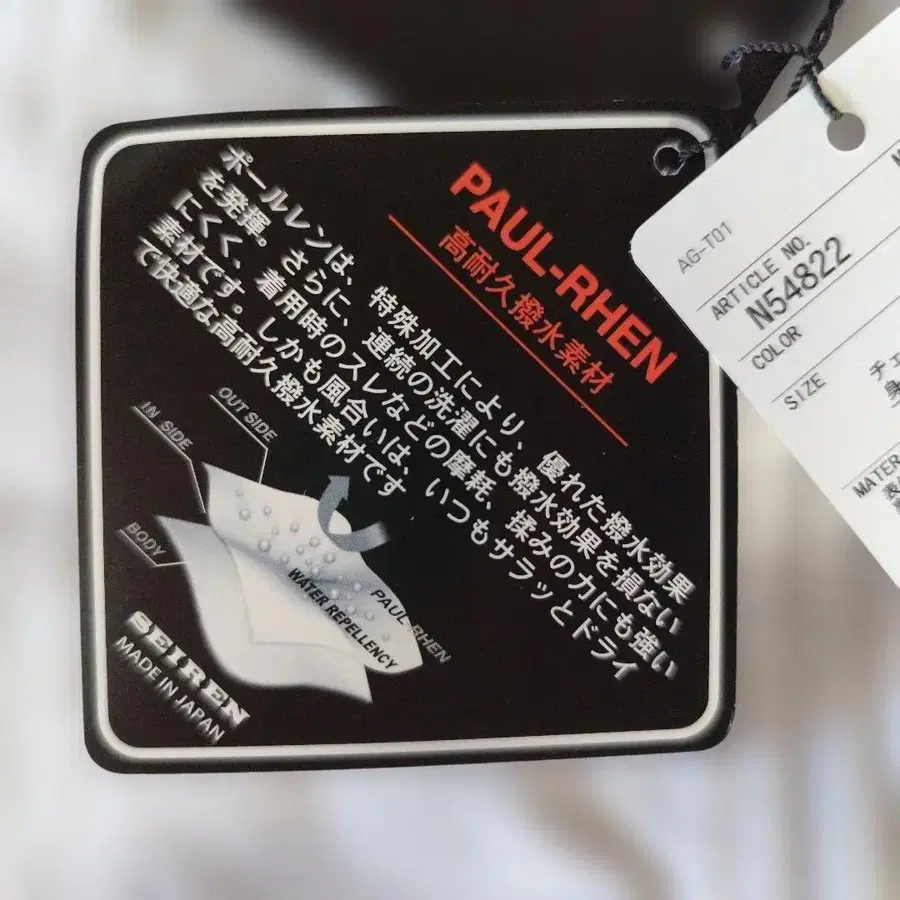 PAUL-RHEN
高耐久撥水素材
ポールレンは、特殊加工により、優れた撥水効果
を発揮。さらに、連続の洗濯にも撥水効果を損ない
にくく、着用時のスレなどの摩耗、揉みの力にも強い
素材です。しかも風合いは、いつもサラッとドライ
で快適な高耐久撥水素材です
OUT SIDE
IN SIDE
BODY
WATER REPELLENCY
PAUL-RHEN
SEIREN
MADE IN JAPAN
AG-T01
ARTICLE NO.
N54822
COLOR
SIZE